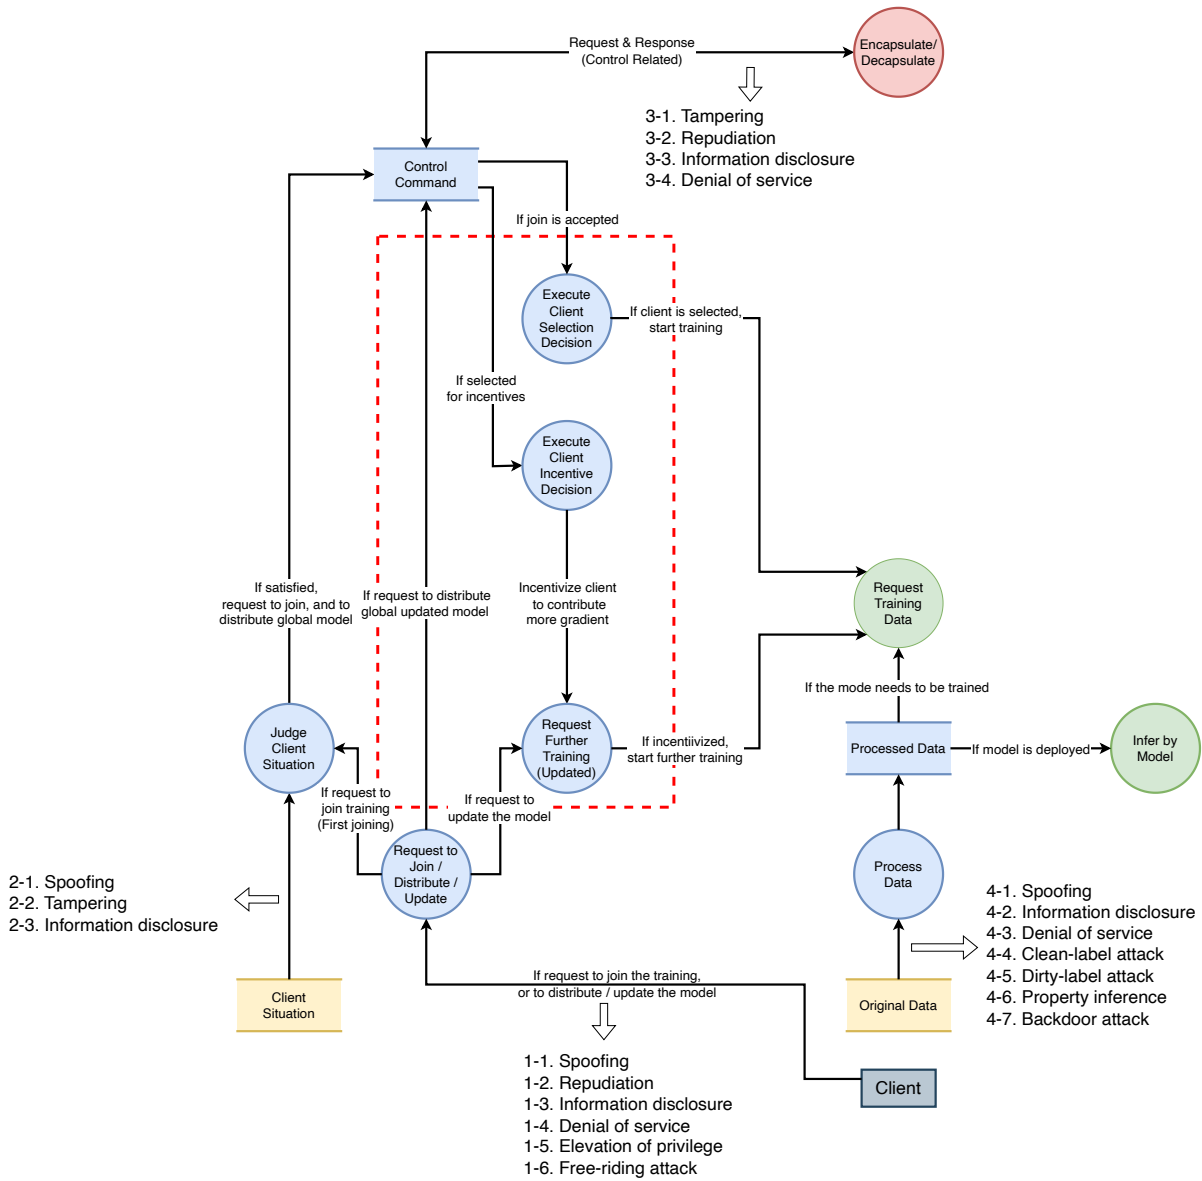 Request & Response
(Control Related)
Encapsulate/
Decapsulate
3-1. Tampering
3-2. Repudiation
3-3. Information disclosure
3-4. Denial of service
Control
Command
If join is accepted
Execute
Client
Selection
Decision
If client is selected,
start training
If selected
for incentives
Execute
Client
Incentive
Decision
If satisfied,
request to join, and to
distribute global model
If request to distribute
global updated model
Incentivize client
to contribute
more gradient
Request
Training
Data
If the mode needs to be trained
Judge
Client
Situation
Request
Further
Training
(Updated)
If incentiivized,
start further training
Processed Data
If model is deployed
Infer by
Model
If request to
join training
(First joining)
If request to
update the model
Request to
Join /
Distribute /
Update
Process
Data
2-1. Spoofing
2-2. Tampering
2-3. Information disclosure
4-1. Spoofing
4-2. Information disclosure
4-3. Denial of service
4-4. Clean-label attack
4-5. Dirty-label attack
4-6. Property inference
4-7. Backdoor attack
If request to join the training,
or to distribute / update the model
Client
Situation
Original Data
1-1. Spoofing
1-2. Repudiation
1-3. Information disclosure
1-4. Denial of service
1-5. Elevation of privilege
1-6. Free-riding attack
Client